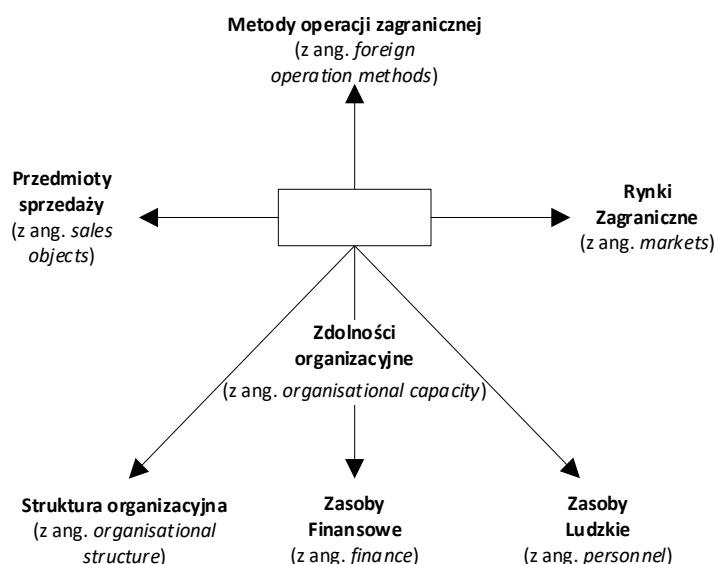 Metody operacji zagranicznej
(z ang. foreign
operation methods)
Przedmioty
sprzedaży
(z ang. sales
objects)
Rynki
Zagraniczne
(z ang. markets)
Zdolności
organizacyjne
(z ang. organisational capacity)
Struktura organizacyjna
(z ang. organisational
structure)
Zasoby
Finansowe
(z ang. finance)
Zasoby
Ludzkie
(z ang. personnel)